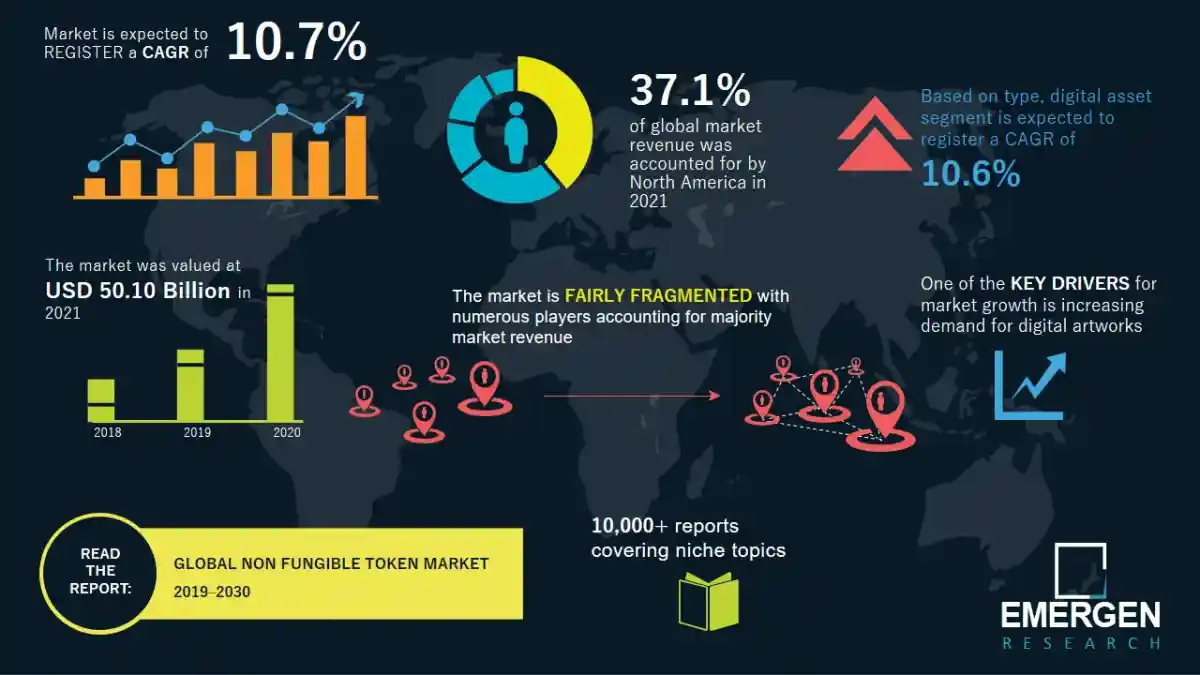 Market is expected to
REGISTER a CAGR of
10.7%
37.1%
of global market
revenue was
accounted for by
North America in
2021
Based on type, digital asset
segment is expected to
register a CAGR of
10.6%
The market was valued at
USD 50.10 Billion in
2021
2018
2019
2020
The market is FAIRLY FRAGMENTED with
numerous players accounting for majority
market revenue
One of the KEY DRIVERS for
market growth is increasing
demand for digital artworks
READ
THE
REPORT:
GLOBAL NON FUNGIBLE TOKEN MARKET
2019–2030
10,000+ reports
covering niche topics
EMERGEN
RESEARCH